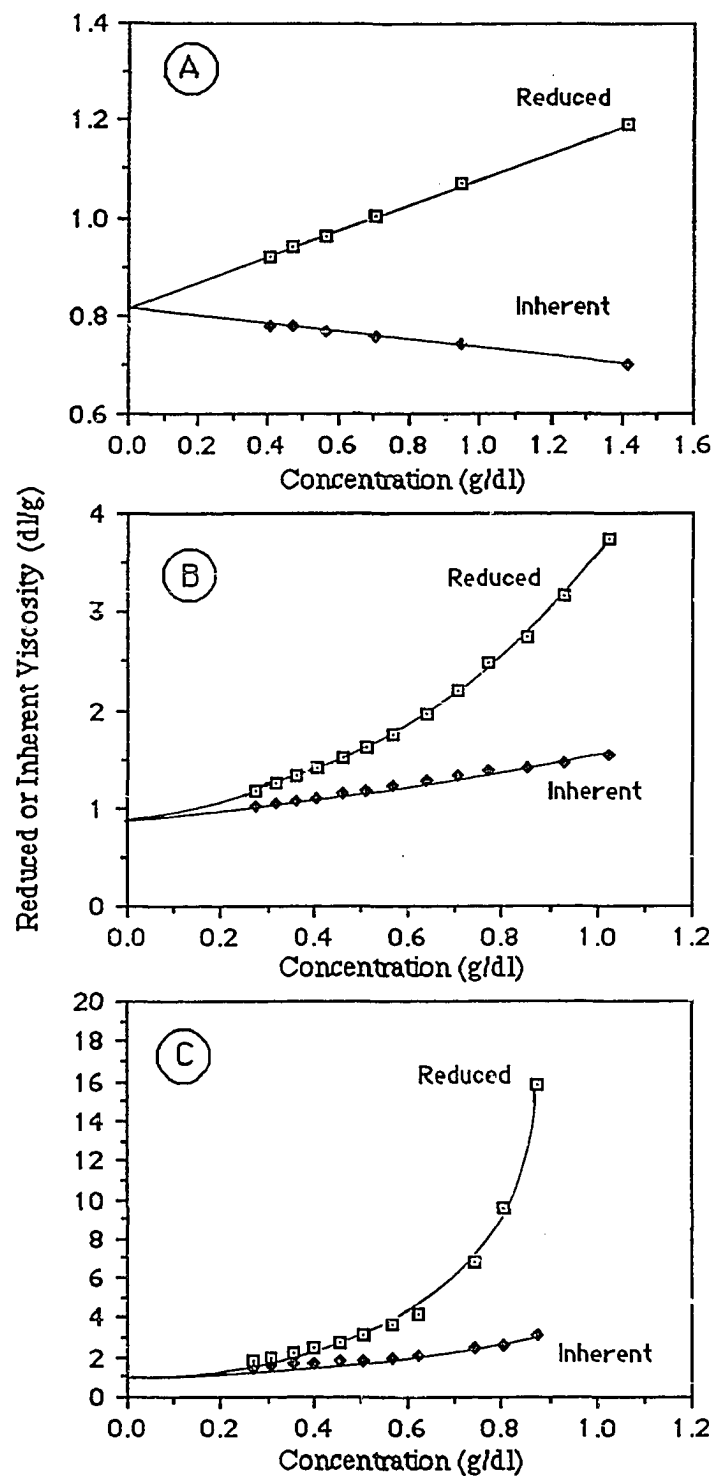 Reduced or Inherent Viscosity (dl/g)
A
1.4
1.2
1.0
0.8
0.6
Reduced
Inherent
0.0 0.2 0.4 0.6 0.8 1.0 1.2 1.4 1.6
Concentration (g/dl)
B
4
3
2
1
0
Reduced
Inherent
0.0 0.2 0.4 0.6 0.8 1.0 1.2
Concentration (g/dl)
C
20
18
16
14
12
10
8
6
4
2
0
Reduced
Inherent
0.0 0.2 0.4 0.6 0.8 1.0 1.2
Concentration (g/dl)